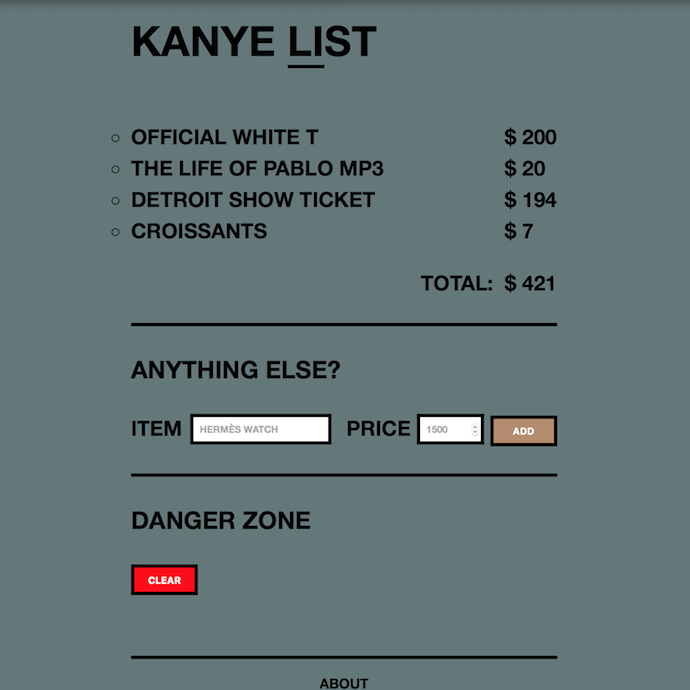 KANYE LIST
OFFICIAL WHITE T $ 200
THE LIFE OF PABLO MP3 $ 20
DETROIT SHOW TICKET $ 194
CROISSANTS $ 7
TOTAL: $ 421
ANYTHING ELSE?
ITEM HERMÈS WATCH PRICE 1500 ADD
DANGER ZONE
CLEAR
ABOUT